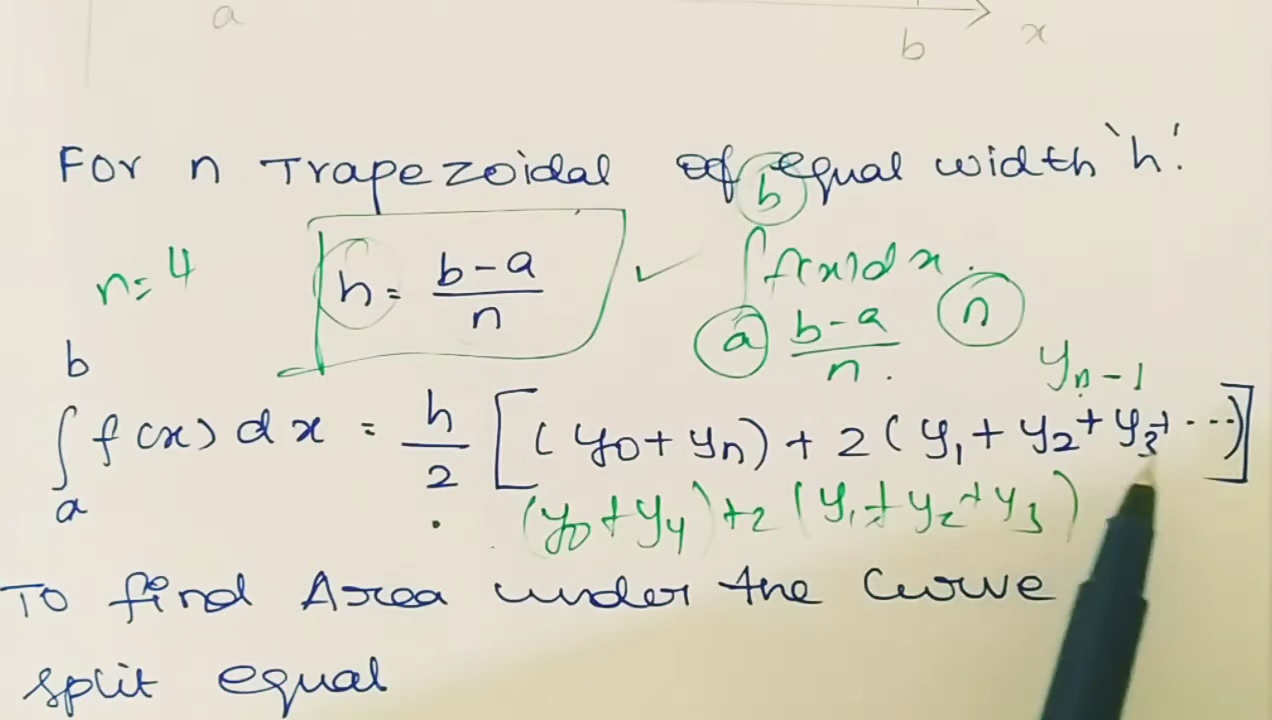 a
b x
For n Trapezoidal of equal width 'h'.
b
n = 4 h = b-a/n ✓ ∫f(x)dx.
a b-a/n. n
b
y_{n-1}
∫ f(x) dx = h/2 [(y₀+yₙ) + 2(y₁+y₂+y₃+...)]
a
(y₀+y₄)+2(y₁+y₂+y₃)
To find Area under the Curve
split equal